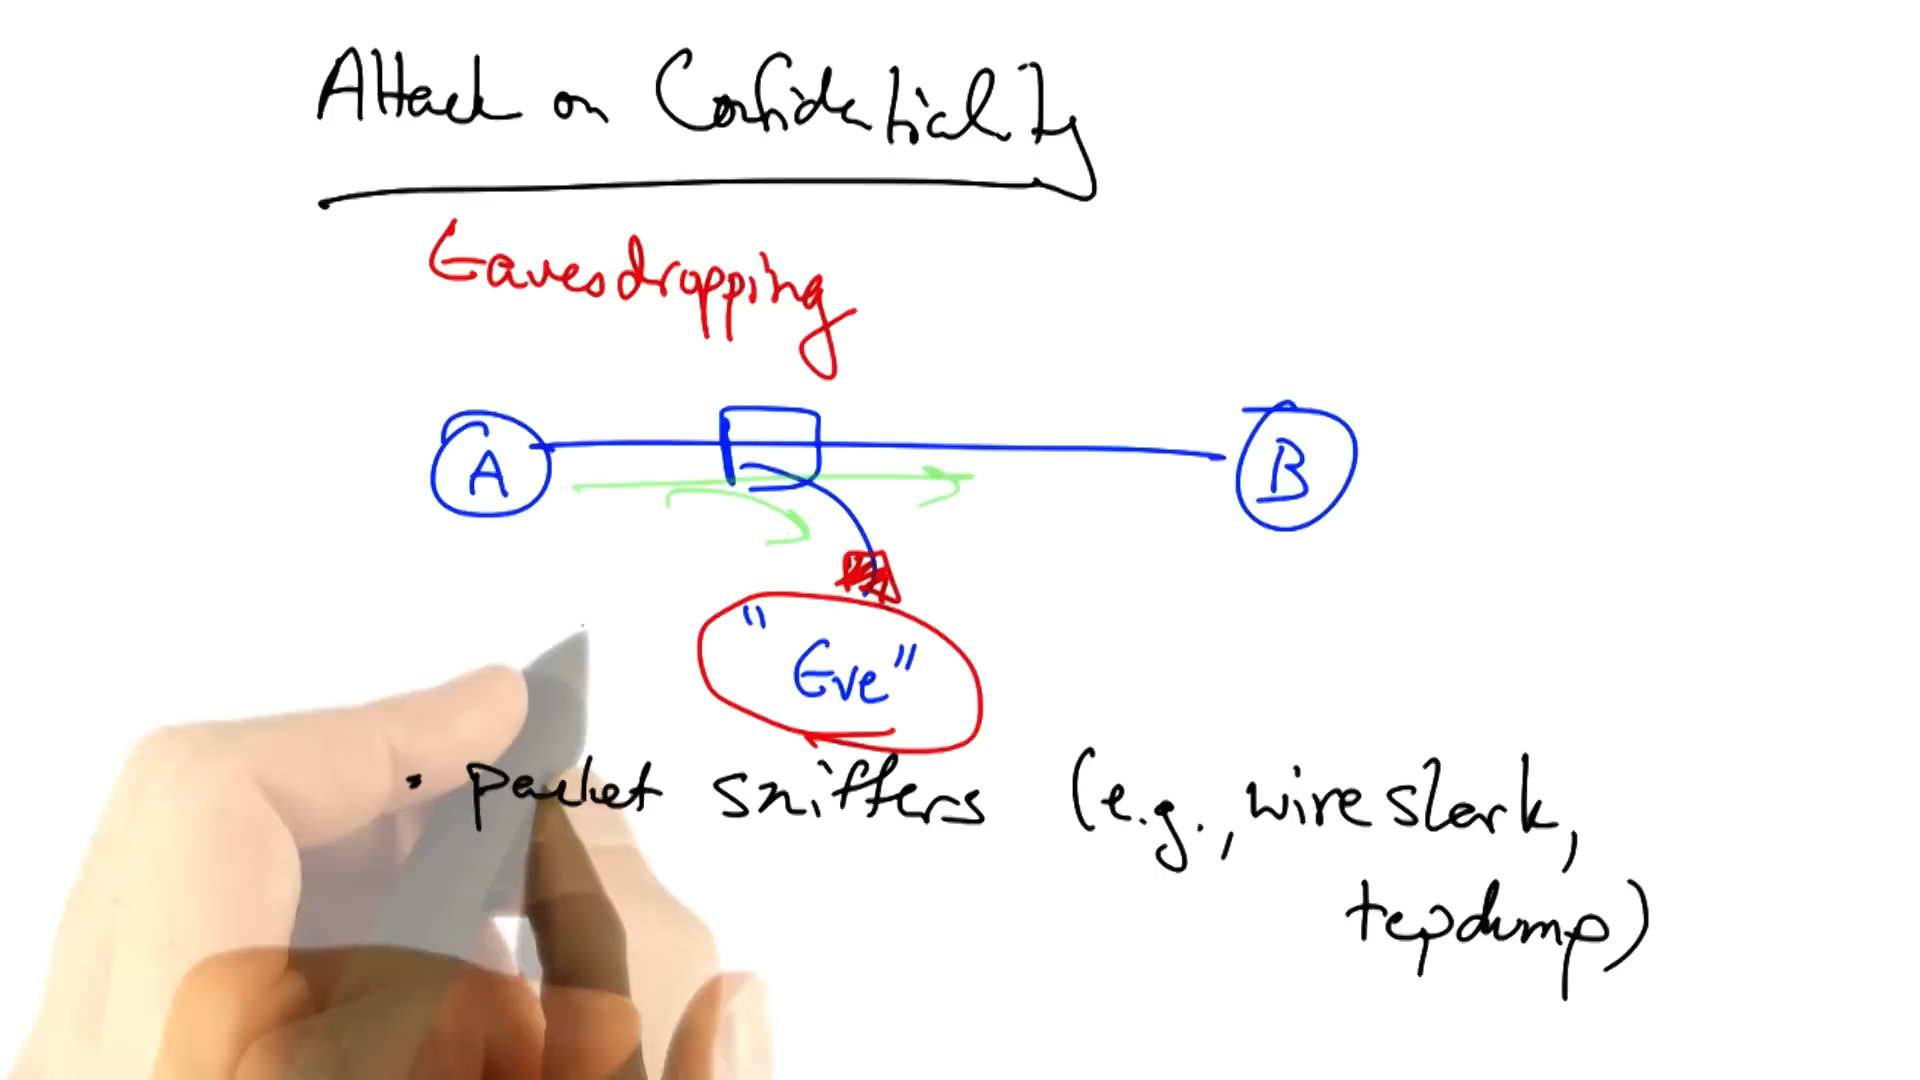 Attack on Confidentiality
Eavesdropping
A
B
"Eve"
• packet sniffers (e.g., wireshark,
tcpdump)